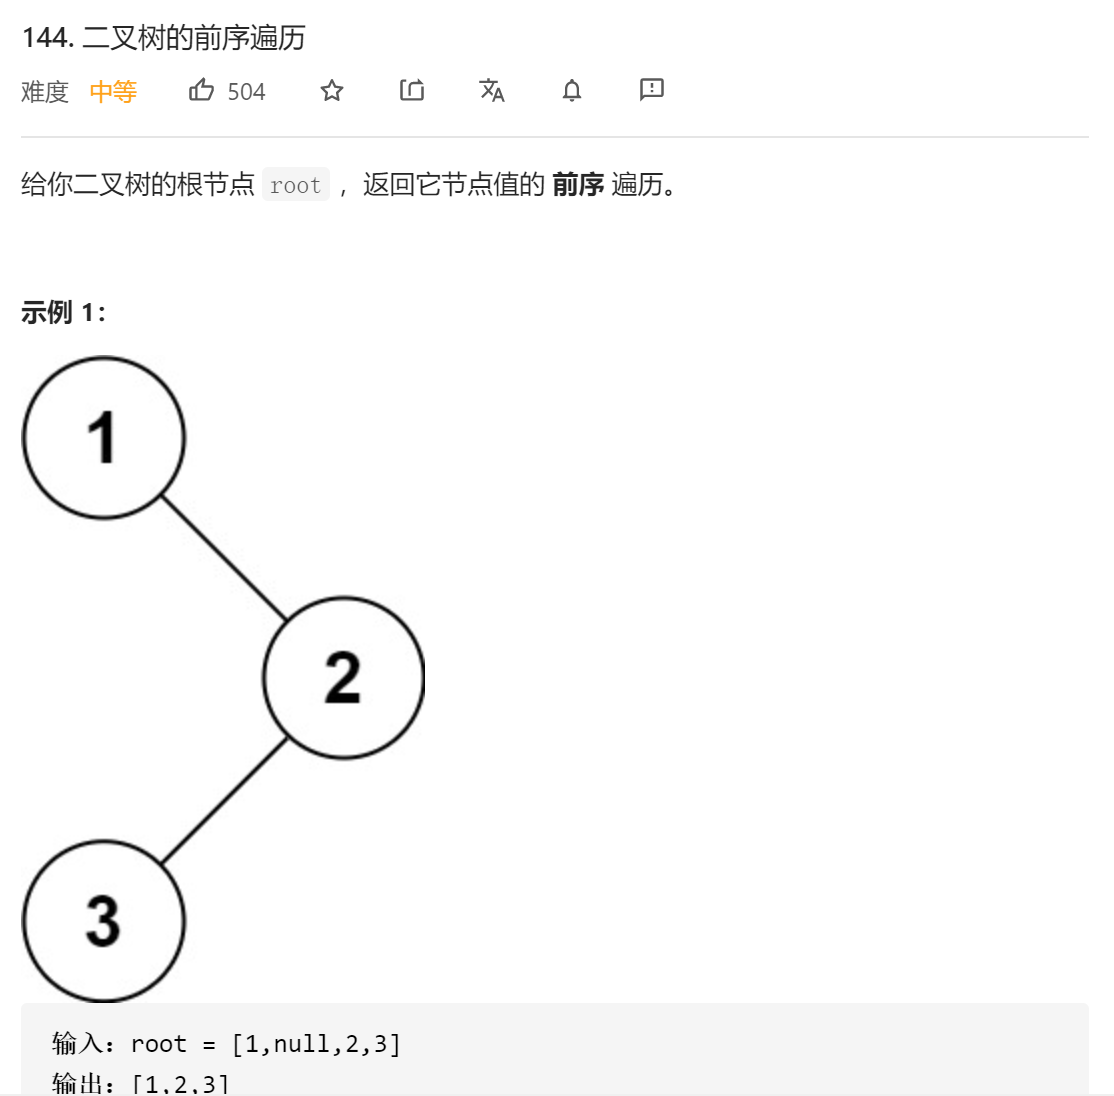 144. 二叉树的前序遍历
难度 中等 504
给你二叉树的根节点 root ，返回它节点值的 前序 遍历。
示例 1：
1
2
3
输入：root = [1,null,2,3]
输出：[1,2,3]